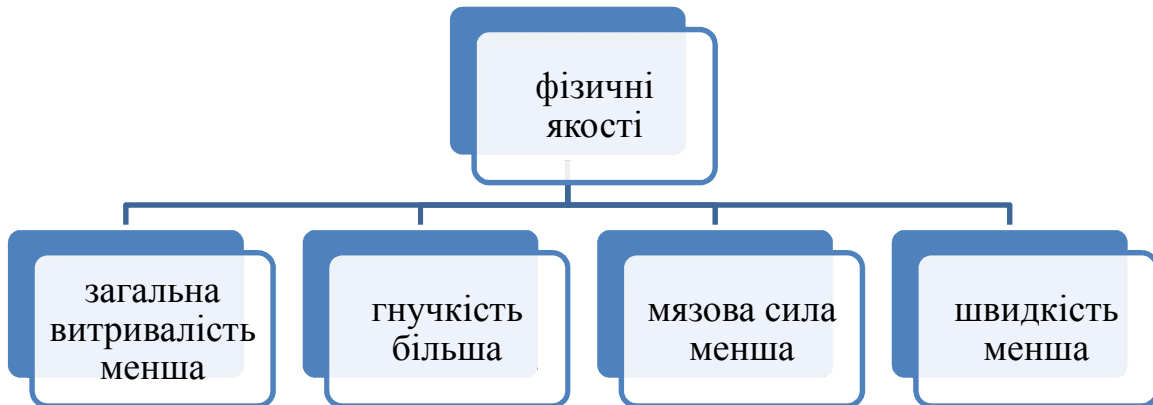 фізичні
якості
загальна
витривалість
менша
гнучкість
більша
мязова сила
менша
швидкість
менша